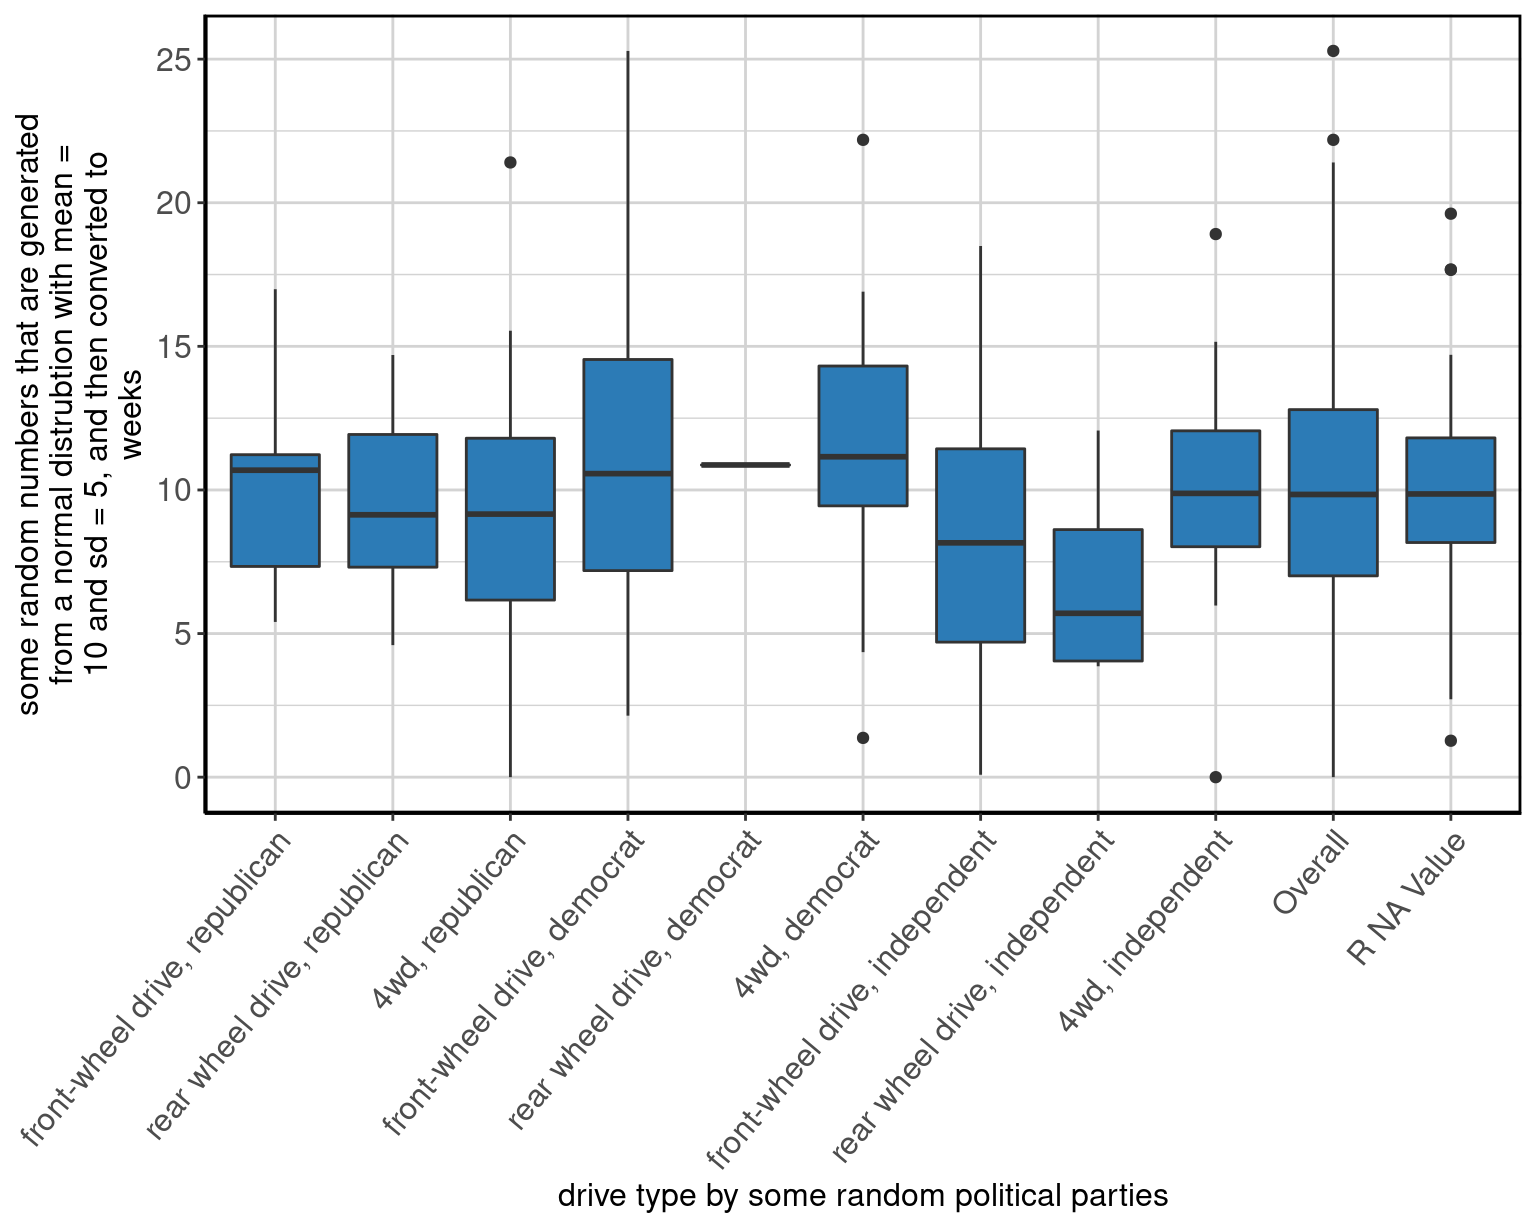 some random numbers that are generated
from a normal distrubtion with mean =
10 and sd = 5, and then converted to
weeks
25
20
15
10
5
0
front-wheel drive, republican
rear wheel drive, republican
4wd, republican
front-wheel drive, democrat
rear wheel drive, democrat
4wd, democrat
front-wheel drive, independent
rear wheel drive, independent
4wd, independent
Overall
R NA Value
drive type by some random political parties